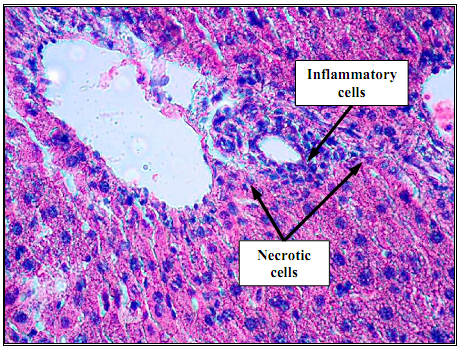 Inflammatory
cells
Necrotic
cells